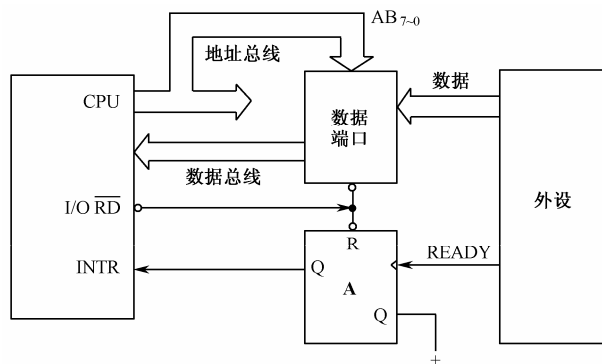 AB7~0
地址总线
CPU
数据
端口
数据
数据总线
外设
I/O RD
R
READY
INTR
Q
A
Q
+